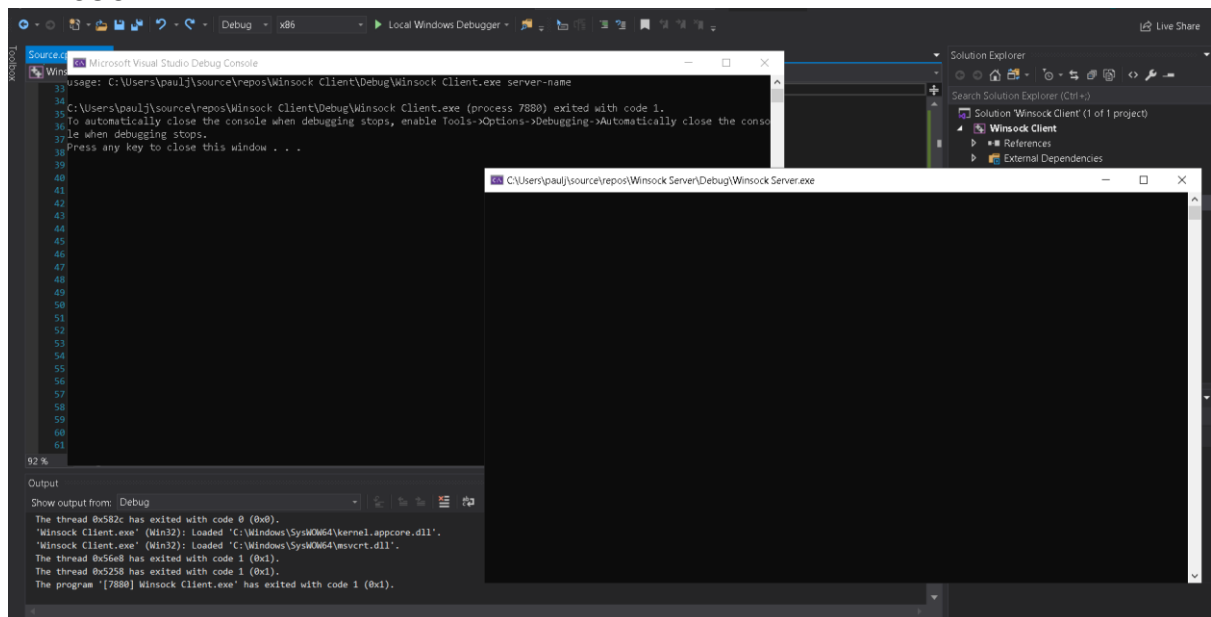 Debug x86 Local Windows Debugger Live Share
Toolbox
Source.c
Wins
Microsoft Visual Studio Debug Console
usage: C:\Users\paulj\source\repos\Winsock Client\Debug\Winsock Client.exe server-name
C:\Users\paulj\source\repos\Winsock Client\Debug\Winsock Client.exe (process 7880) exited with code 1.
To automatically close the console when debugging stops, enable Tools->Options->Debugging->Automatically close the conso
le when debugging stops.
Press any key to close this window . . .
33
34
35
36
37
38
39
40
41
42
43
44
45
46
47
48
49
50
51
52
53
54
55
56
57
58
59
60
61
92 %
Solution Explorer
Search Solution Explorer (Ctrl+;)
Solution 'Winsock Client' (1 of 1 project)
Winsock Client
References
External Dependencies
C:\Users\paulj\source\repos\Winsock Server\Debug\Winsock Server.exe
Output
Show output from: Debug
The thread 0x582c has exited with code 0 (0x0).
'Winsock Client.exe' (Win32): Loaded 'C:\Windows\SysWOW64\kernel.appcore.dll'.
'Winsock Client.exe' (Win32): Loaded 'C:\Windows\SysWOW64\msvcrt.dll'.
The thread 0x56e8 has exited with code 1 (0x1).
The thread 0x5258 has exited with code 1 (0x1).
The program '[7880] Winsock Client.exe' has exited with code 1 (0x1).